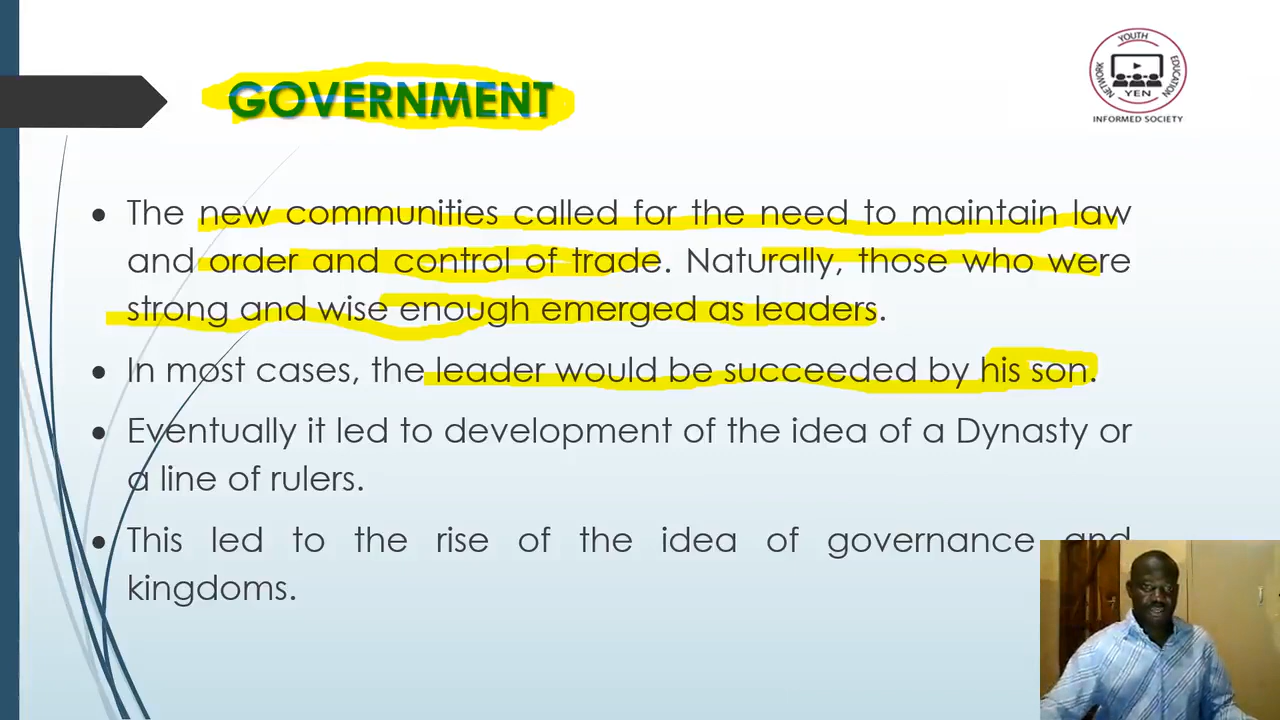 GOVERNMENT
YOUTH
EDUCATION
NETWORK
YEN
INFORMED SOCIETY
• The new communities called for the need to maintain law
and order and control of trade. Naturally, those who were
strong and wise enough emerged as leaders.
• In most cases, the leader would be succeeded by his son.
• Eventually it led to development of the idea of a Dynasty or
a line of rulers.
• This led to the rise of the idea of governance and
kingdoms.